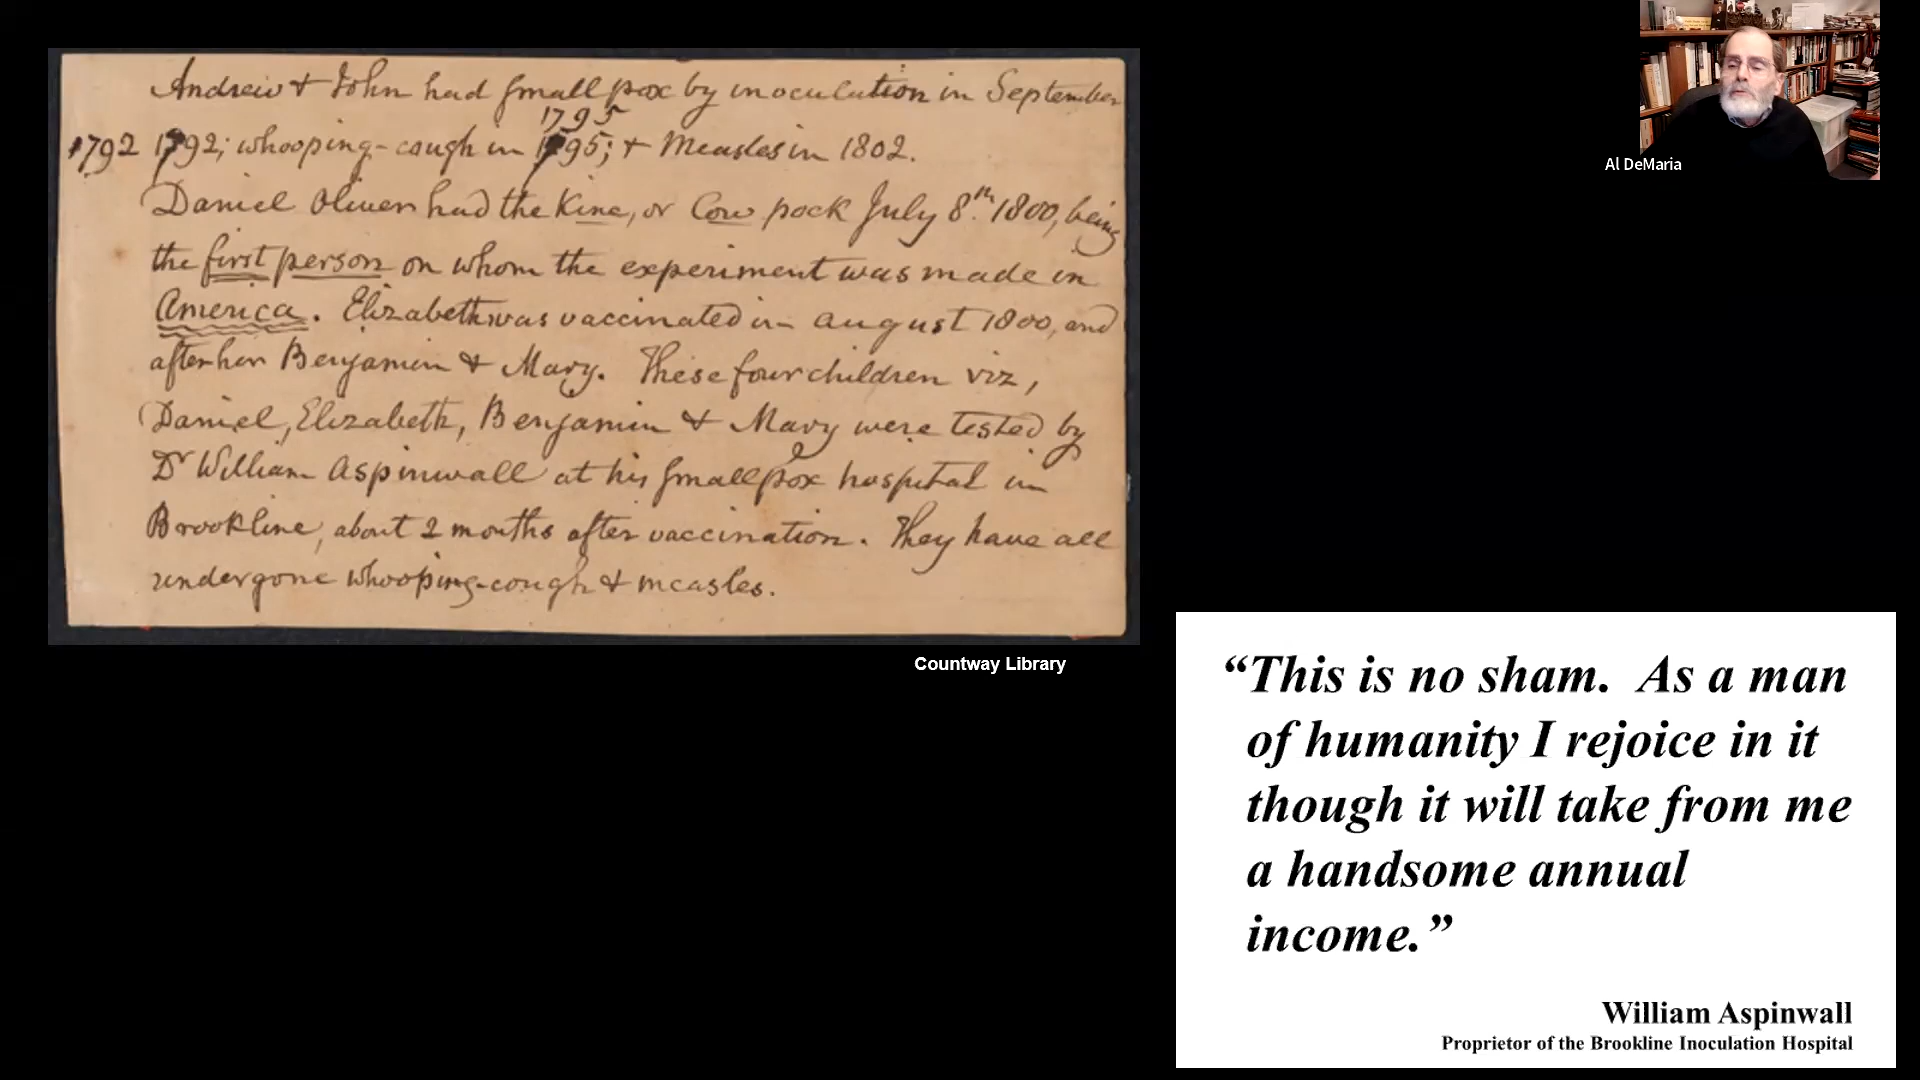 Andrew & John had small pox by inoculation in September
1795
1792 1792; whooping-cough in 1795; & Measles in 1802.
Daniel Oliver had the Kine, or Cow pock July 8th. 1800, being
the first person on whom the experiment was made in
America. Elizabeth was vaccinated in august 1800, and
after her Benjamin & Mary. These four children viz,
Daniel, Elizabeth, Benjamin & Mary were tested by
Dr William Aspinwall at his small pox hospital in
Brookline, about 2 months after vaccination. They have all
undergone whooping-cough & measles.
Countway Library
Al DeMaria
“This is no sham. As a man
of humanity I rejoice in it
though it will take from me
a handsome annual
income.”
William Aspinwall
Proprietor of the Brookline Inoculation Hospital